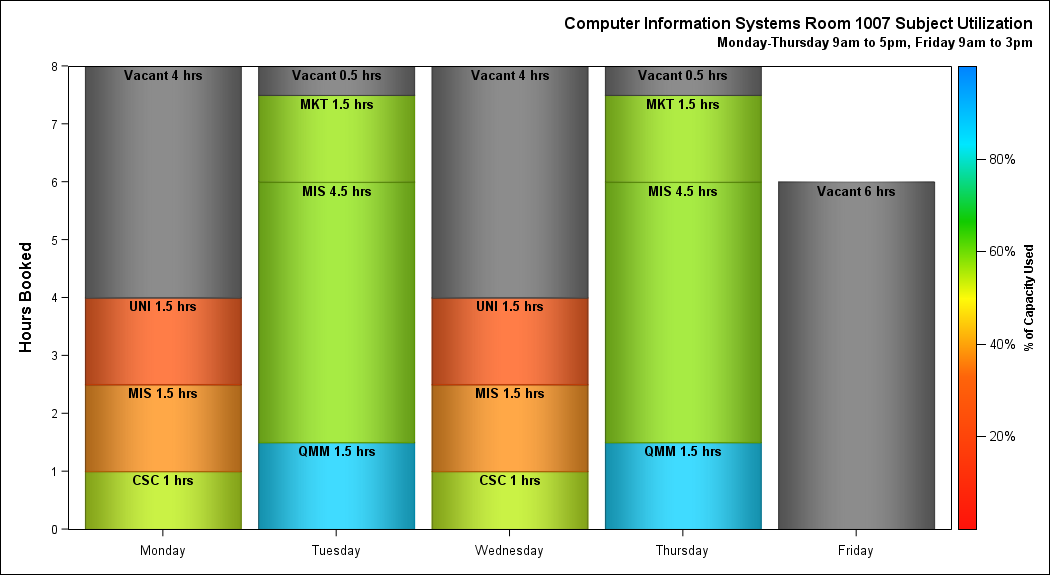 Computer Information Systems Room 1007 Subject Utilization
Monday-Thursday 9am to 5pm, Friday 9am to 3pm
Hours Booked
8
7
6
5
4
3
2
1
0
Vacant 4 hrs
UNI 1.5 hrs
MIS 1.5 hrs
CSC 1 hrs
Vacant 0.5 hrs
MKT 1.5 hrs
MIS 4.5 hrs
QMM 1.5 hrs
Vacant 4 hrs
UNI 1.5 hrs
MIS 1.5 hrs
CSC 1 hrs
Vacant 0.5 hrs
MKT 1.5 hrs
MIS 4.5 hrs
QMM 1.5 hrs
Vacant 6 hrs
Monday
Tuesday
Wednesday
Thursday
Friday
80%
60%
40%
20%
% of Capacity Used